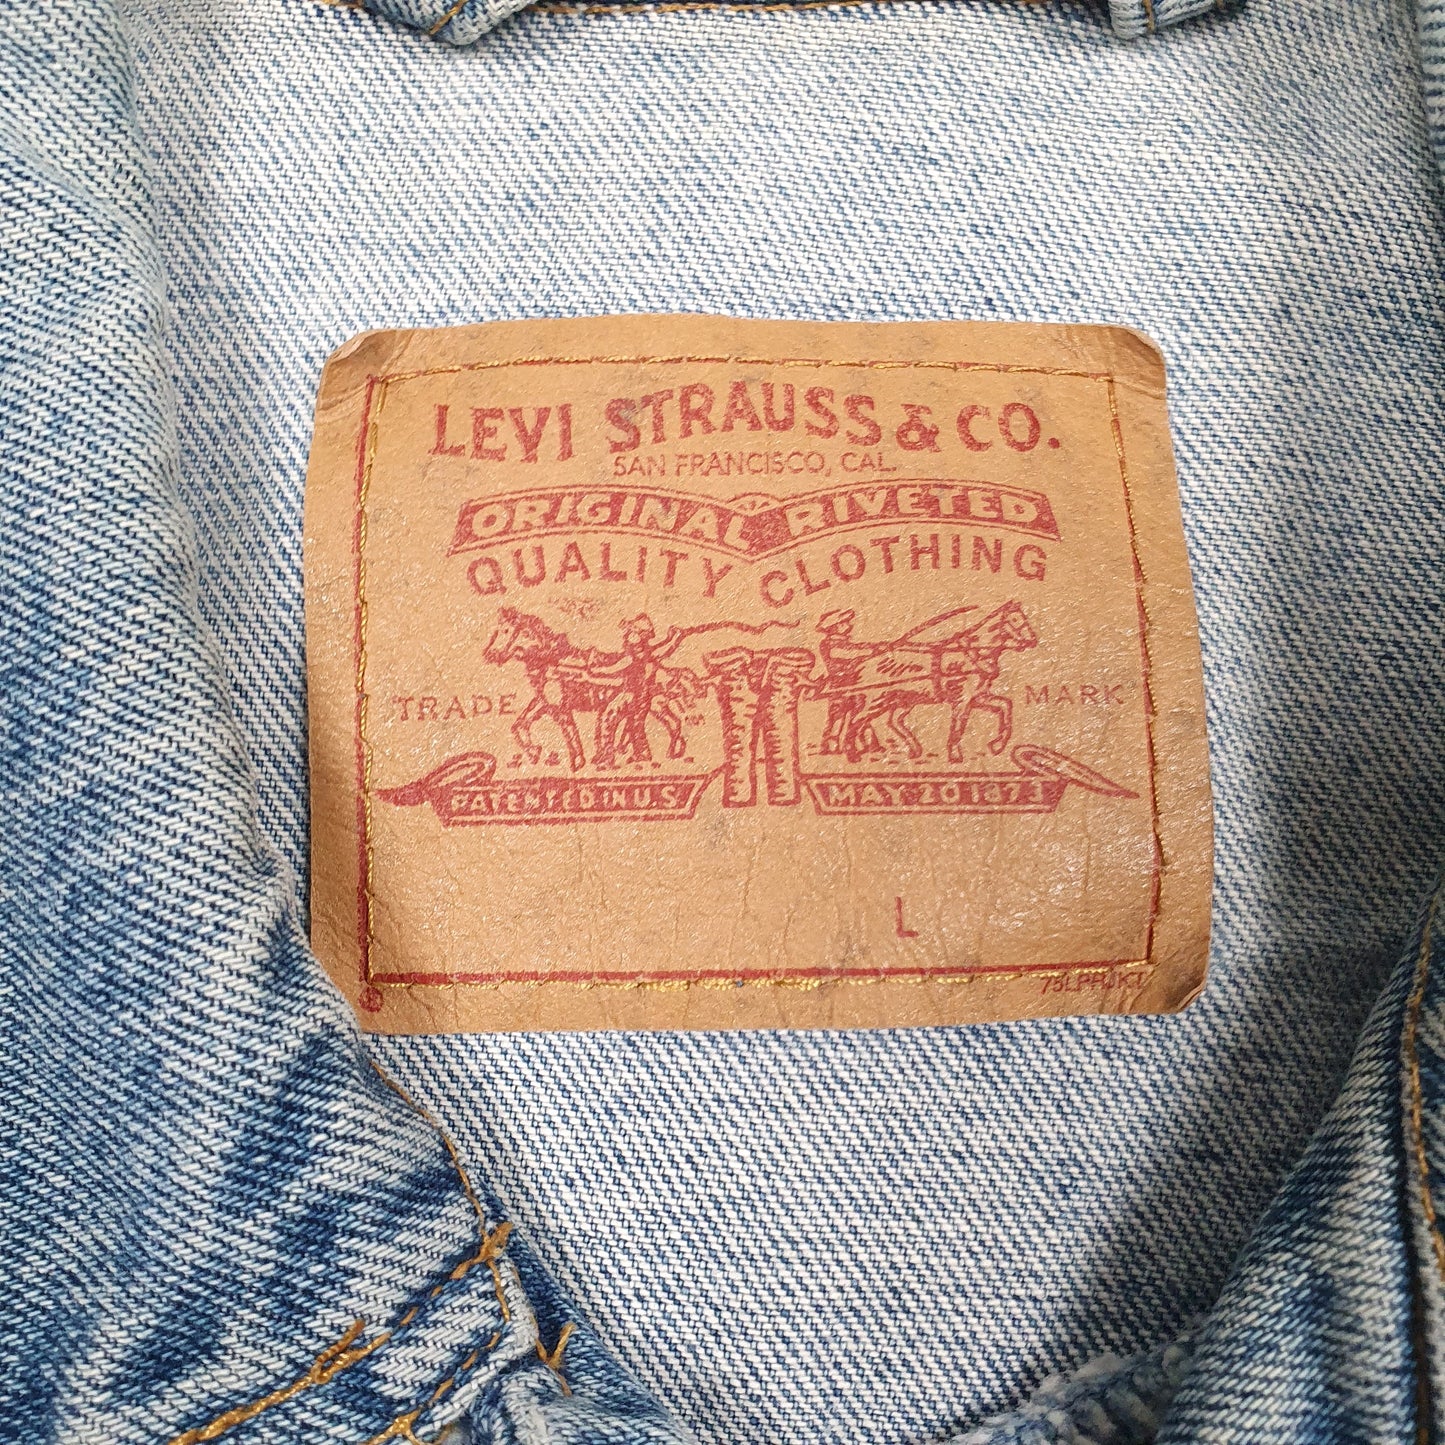 LEVI STRAUSS & CO.
SAN FRANCISCO, CAL.
ORIGINAL RIVETED
QUALITY CLOTHING
TRADE MARK
PATENTED IN U.S MAY 20 1873
L
®